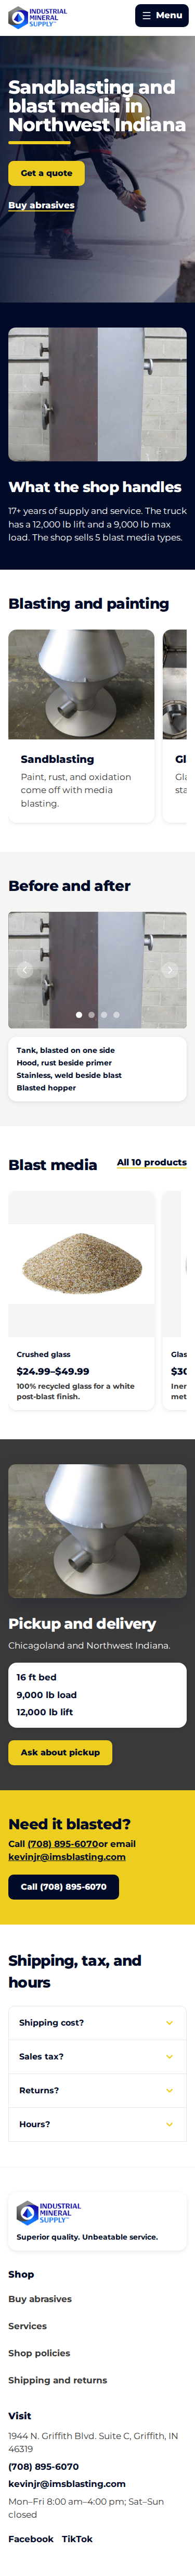 INDUSTRIAL
MINERAL
SUPPLY™
Menu
Sandblasting and
blast media in
Northwest Indiana
Get a quote
Buy abrasives
What the shop handles
17+ years of supply and service. The truck
has a 12,000 lb lift and a 9,000 lb max
load. The shop sells 5 blast media types.
Blasting and painting
Sandblasting
Paint, rust, and oxidation
come off with media
blasting.
Gl
Gla
sta
Before and after
Tank, blasted on one side
Hood, rust beside primer
Stainless, weld beside blast
Blasted hopper
Blast media
All 10 products
Crushed glass
$24.99–$49.99
100% recycled glass for a white
post-blast finish.
Glas
$30
Iner
met
Pickup and delivery
Chicagoland and Northwest Indiana.
16 ft bed
9,000 lb load
12,000 lb lift
Ask about pickup
Need it blasted?
Call (708) 895-6070or email
kevinjr@imsblasting.com
Call (708) 895-6070
Shipping, tax, and
hours
Shipping cost?
Sales tax?
Returns?
Hours?
INDUSTRIAL
MINERAL
SUPPLY™
Superior quality. Unbeatable service.
Shop
Buy abrasives
Services
Shop policies
Shipping and returns
Visit
1944 N. Griffith Blvd. Suite C, Griffith, IN
46319
(708) 895-6070
kevinjr@imsblasting.com
Mon–Fri 8:00 am–4:00 pm; Sat–Sun
closed
Facebook TikTok